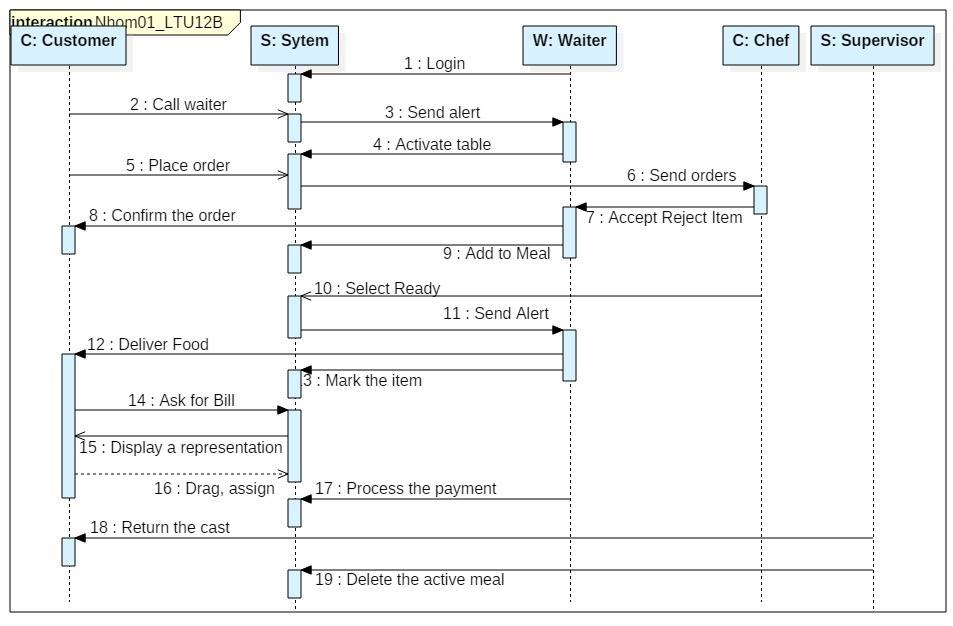 interaction Nhom01_LTU12B
C: Customer
S: Sytem
W: Waiter
C: Chef
S: Supervisor
1 : Login
2 : Call waiter
3 : Send alert
4 : Activate table
5 : Place order
6 : Send orders
7 : Accept Reject Item
8 : Confirm the order
9 : Add to Meal
10 : Select Ready
11 : Send Alert
12 : Deliver Food
3 : Mark the item
14 : Ask for Bill
15 : Display a representation
16 : Drag, assign
17 : Process the payment
18 : Return the cast
19 : Delete the active meal